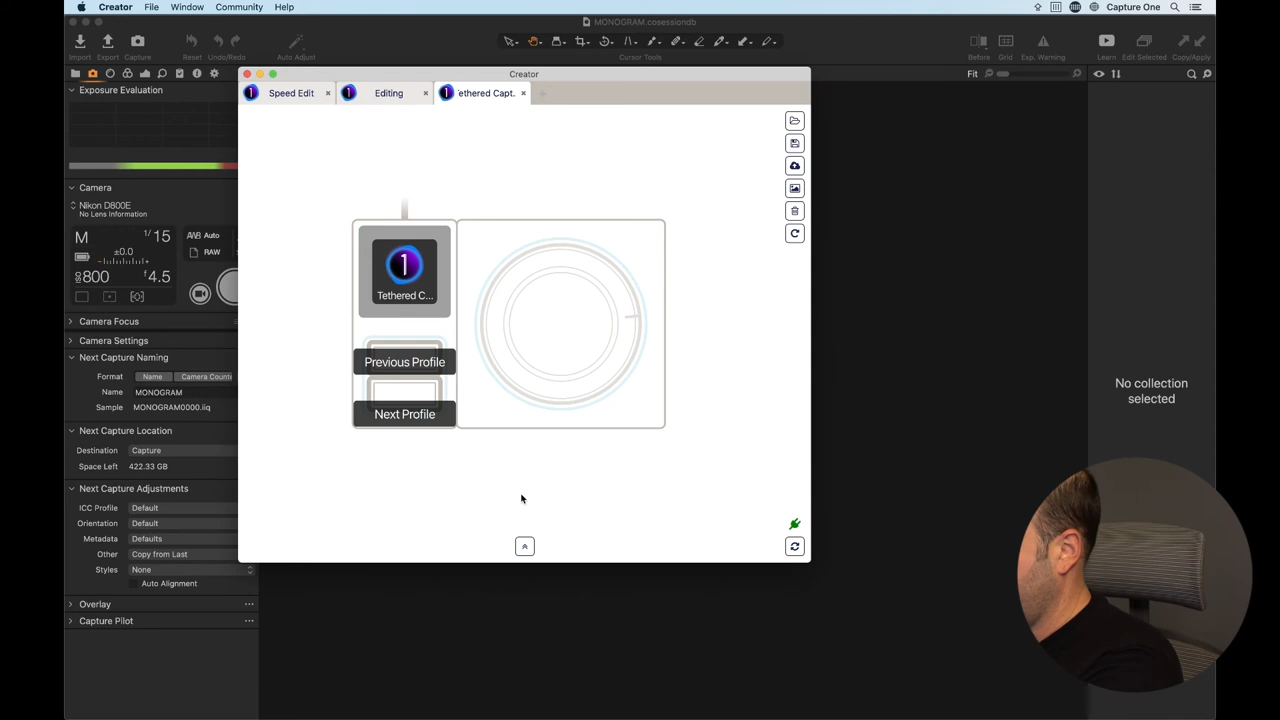 Creator File Window Community Help
Capture One
MONOGRAM.cosessiondb
Import Export Capture Reset Undo/Redo Auto Adjust Cursor Tools Before Grid Exp. Warning Learn Edit Selected Copy/Apply
Fit
Creator
Speed Edit Editing ethered Capt.
Exposure Evaluation
Camera
Nikon D800E
No Lens Information
M 1/15 Auto
±0.0 RAW
ISO 800 f4.5
Camera Focus
Camera Settings
Next Capture Naming
Format Name Camera Counte
Name MONOGRAM
Sample MONOGRAM0000.iiq
Next Capture Location
Destination Capture
Space Left 422.33 GB
Next Capture Adjustments
ICC Profile Default
Orientation Default
Metadata Defaults
Other Copy from Last
Styles None
Auto Alignment
Overlay
Capture Pilot
1
Tethered C...
Previous Profile
Next Profile
No collection
selected